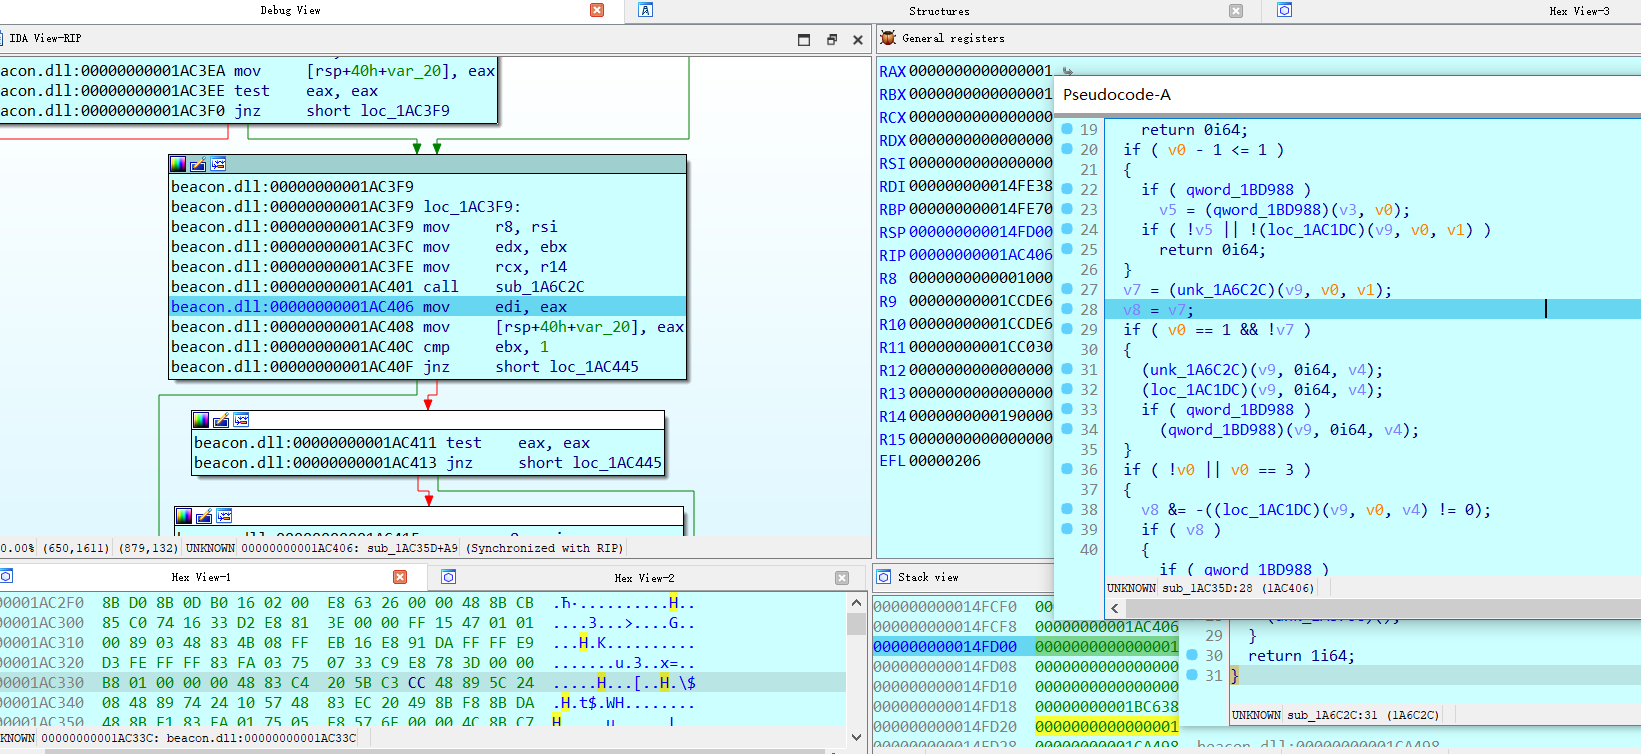 Debug View
Structures
Hex View-3
IDA View-RIP
eacon.dll:00000000001AC3EA mov [rsp+40h+var_20], eax
eacon.dll:00000000001AC3EE test eax, eax
eacon.dll:00000000001AC3F0 jnz short loc_1AC3F9
beacon.dll:00000000001AC3F9
beacon.dll:00000000001AC3F9 loc_1AC3F9:
beacon.dll:00000000001AC3F9 mov r8, rsi
beacon.dll:00000000001AC3FC mov edx, ebx
beacon.dll:00000000001AC3FE mov rcx, r14
beacon.dll:00000000001AC401 call sub_1A6C2C
beacon.dll:00000000001AC406 mov edi, eax
beacon.dll:00000000001AC408 mov [rsp+40h+var_20], eax
beacon.dll:00000000001AC40C cmp ebx, 1
beacon.dll:00000000001AC40F jnz short loc_1AC445
beacon.dll:00000000001AC411 test eax, eax
beacon.dll:00000000001AC413 jnz short loc_1AC445
0.00% (650,1611) (879,132) UNKNOWN 00000000001AC406: sub_1AC35D+A9 (Synchronized with RIP)
General registers
RAX 0000000000000001
RBX 0000000000000001
RCX 0000000000000000
RDX 0000000000000000
RSI 0000000000000000
RDI 000000000014FE38
RBP 000000000014FE70
RSP 000000000014FD00
RIP 00000000001AC406
R8 0000000000001000
R9 00000000001CCDE6
R10 00000000001CCDE6
R11 00000000001CC030
R12 0000000000000000
R13 0000000000000000
R14 0000000000190000
R15 0000000000000000
EFL 00000206
Pseudocode-A
19 return 0i64;
20 if ( v0 - 1 <= 1 )
21 {
22 if ( qword_1BD988 )
23 v5 = (qword_1BD988)(v3, v0);
24 if ( !v5 || !(loc_1AC1DC)(v9, v0, v1) )
25 return 0i64;
26 }
27 v7 = (unk_1A6C2C)(v9, v0, v1);
28 v8 = v7;
29 if ( v0 == 1 && !v7 )
30 {
31 (unk_1A6C2C)(v9, 0i64, v4);
32 (loc_1AC1DC)(v9, 0i64, v4);
33 if ( qword_1BD988 )
34 (qword_1BD988)(v9, 0i64, v4);
35 }
36 if ( !v0 || v0 == 3 )
37 {
38 v8 &= -((loc_1AC1DC)(v9, v0, v4) != 0);
39 if ( v8 )
40 {
if ( qword_1BD988 )
UNKNOWN sub_1AC35D:28 (1AC406)
Hex View-1
Hex View-2
00001AC2F0 8B D0 8B 0D B0 16 02 00 E8 63 26 00 00 48 8B CB
00001AC300 85 C0 74 16 33 D2 E8 81 3E 00 00 FF 15 47 01 01 ....3...>....G..
00001AC310 00 89 03 48 83 4B 08 FF FF EB 16 E8 91 DA FF FF E9 ...H.K..........
00001AC320 D3 FE FF FF 83 FA 03 75 07 33 C9 E8 78 3D 00 00 .......u.3..x=..
00001AC330 B8 01 00 00 00 48 83 C4 20 5B C3 CC 48 89 5C 24 .....H...[..H.\$
00001AC340 08 48 89 74 24 10 57 48 83 EC 20 49 8B F8 8B DA .H.t$.WH........
00001AC350 48 8B F1 83 FA 01 75 05 E8 57 6F 00 00 4C 8B C7
KNOWN 00000000001AC33C: beacon.dll:00000000001AC33C
Stack view
000000000014FCF0 00
000000000014FCF8 00000000001AC406
000000000014FD00 0000000000000001
000000000014FD08 0000000000000000
000000000014FD10 0000000000000000
000000000014FD18 00000000001BC638
000000000014FD20 0000000000000001
000000000014FD28 00000000001CA498 beacon.dll:00000000001CA498
29 }
30 return 1i64;
31 }
UNKNOWN sub_1A6C2C:31 (1A6C2C)